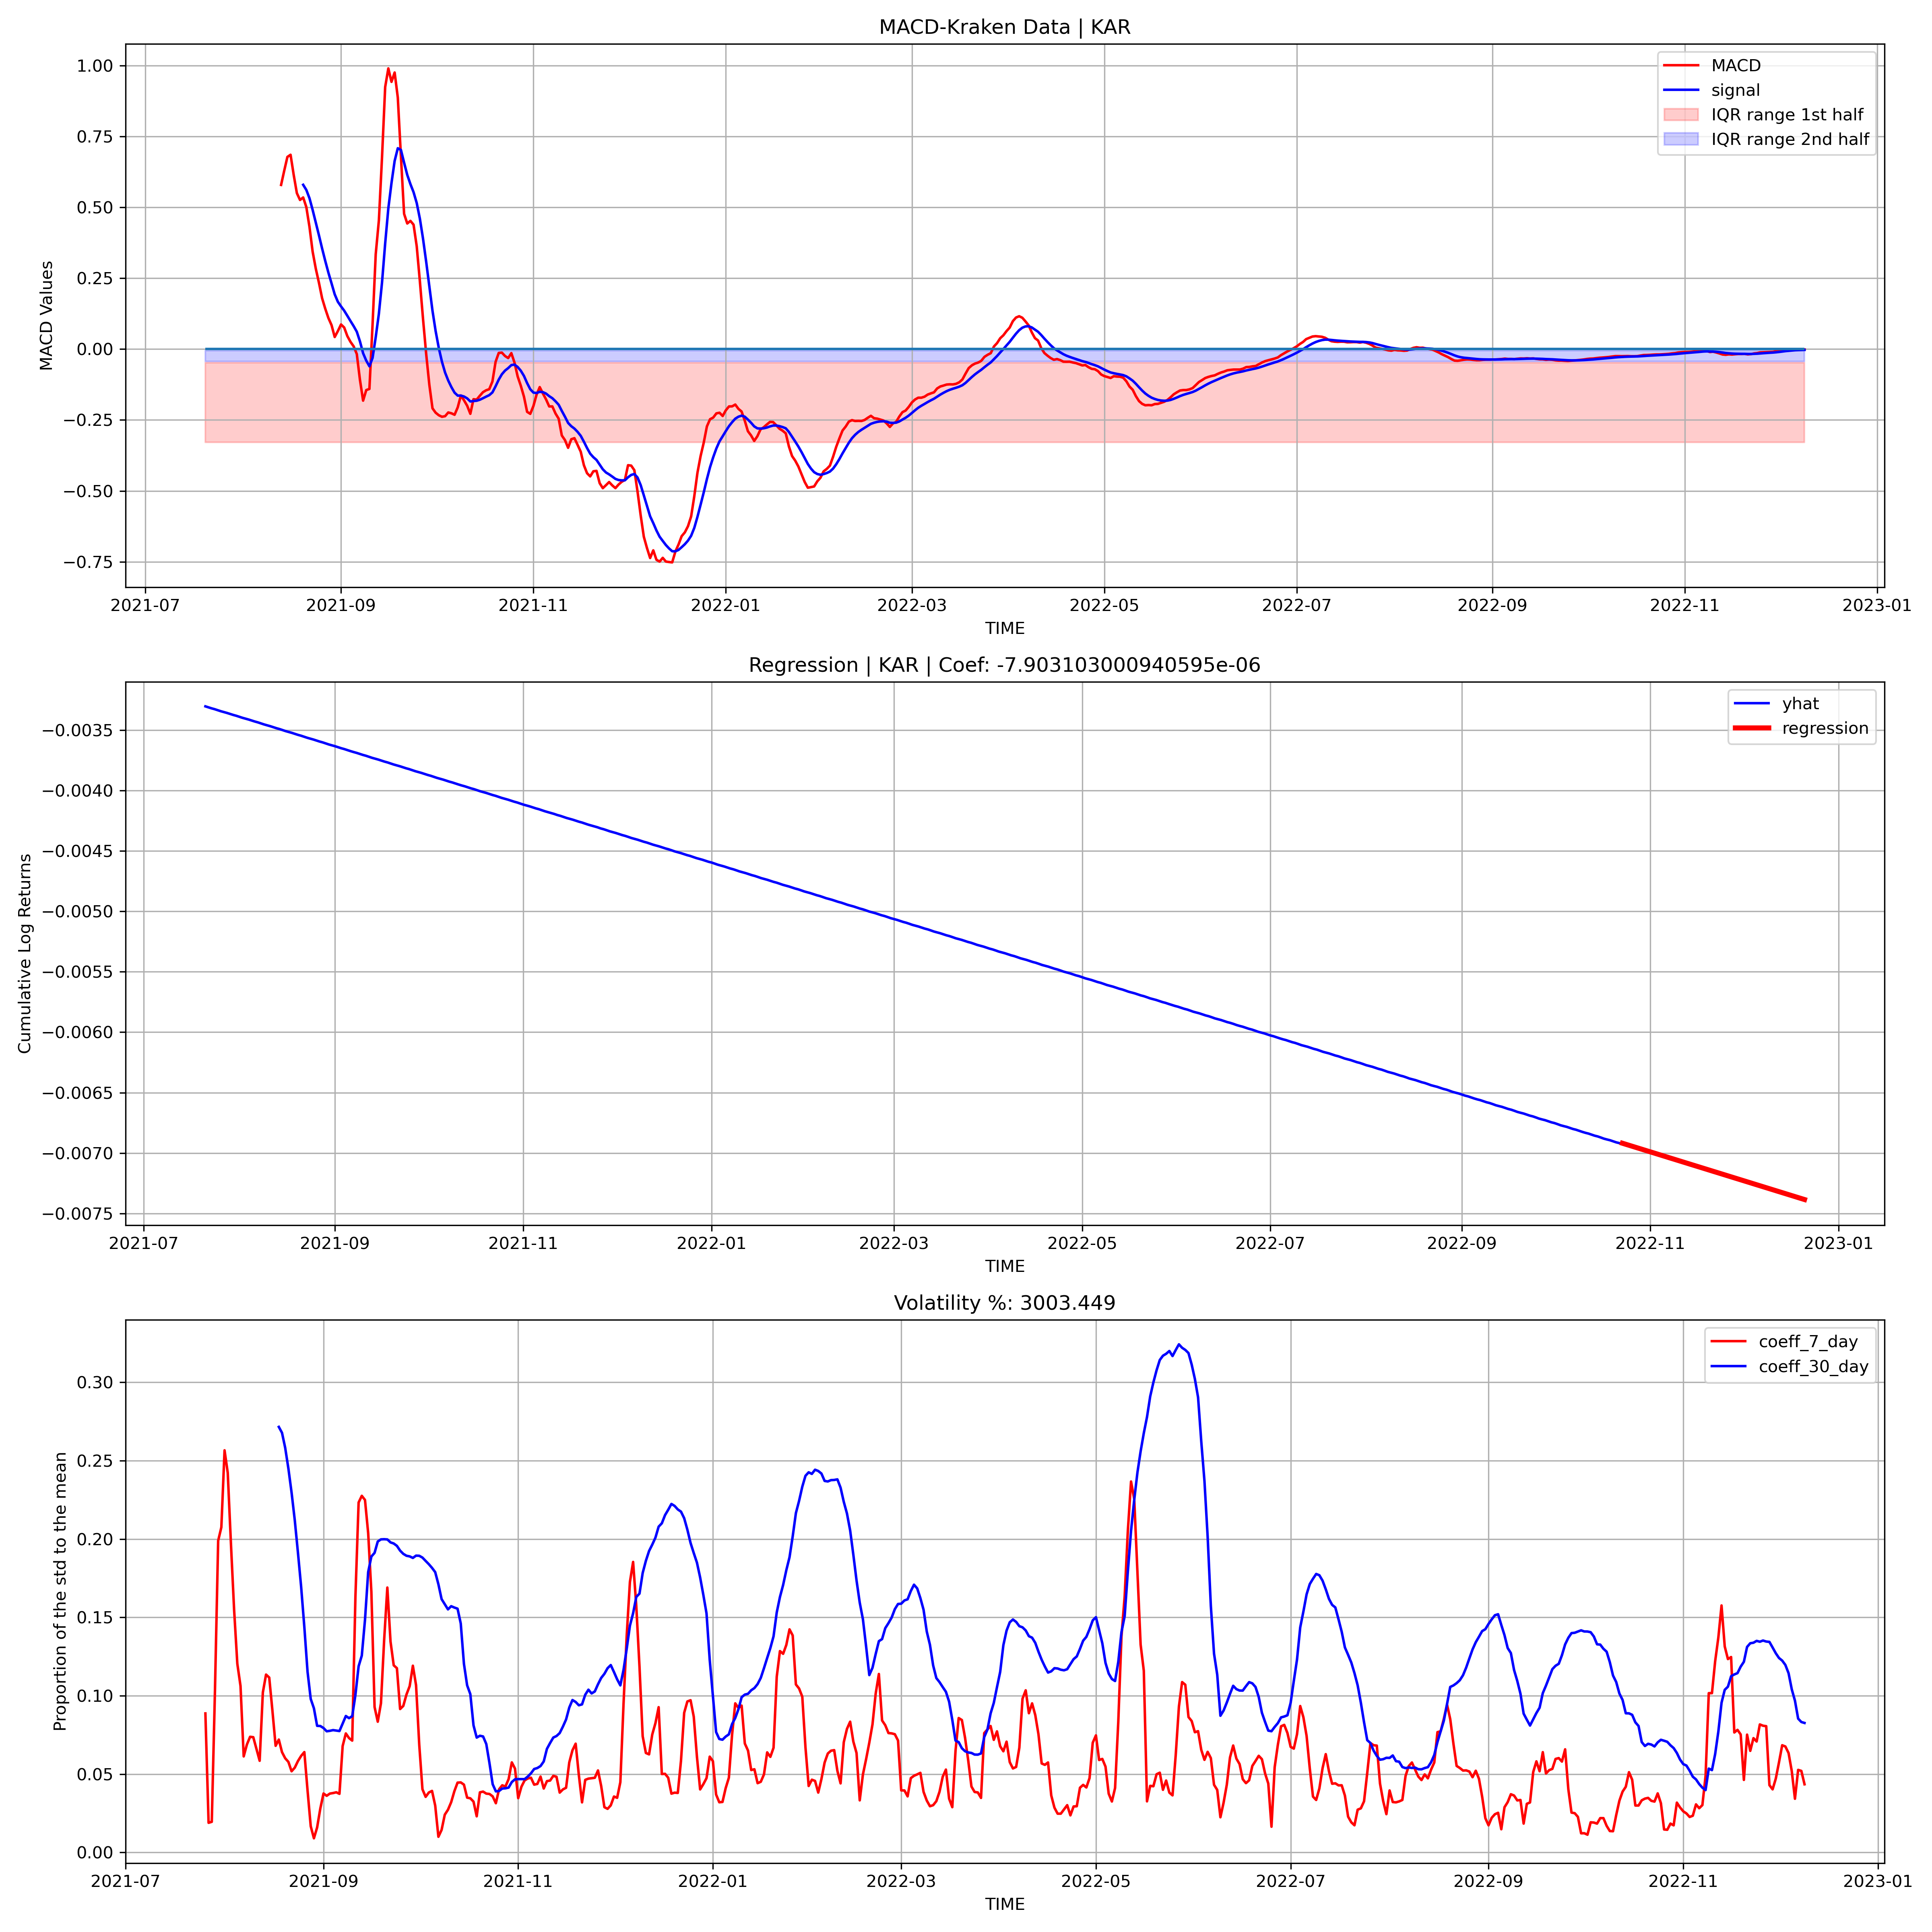 MACD-Kraken Data | KAR
MACD Values
1.00
0.75
0.50
0.25
0.00
−0.25
−0.50
−0.75
MACD
signal
IQR range 1st half
IQR range 2nd half
2021-07 2021-09 2021-11 2022-01 2022-03 2022-05 2022-07 2022-09 2022-11 2023-01
TIME
Regression | KAR | Coef: -7.903103000940595e-06
Cumulative Log Returns
−0.0035
−0.0040
−0.0045
−0.0050
−0.0055
−0.0060
−0.0065
−0.0070
−0.0075
yhat
regression
2021-07 2021-09 2021-11 2022-01 2022-03 2022-05 2022-07 2022-09 2022-11 2023-01
TIME
Volatility %: 3003.449
Proportion of the std to the mean
0.30
0.25
0.20
0.15
0.10
0.05
0.00
coeff_7_day
coeff_30_day
2021-07 2021-09 2021-11 2022-01 2022-03 2022-05 2022-07 2022-09 2022-11 2023-01
TIME